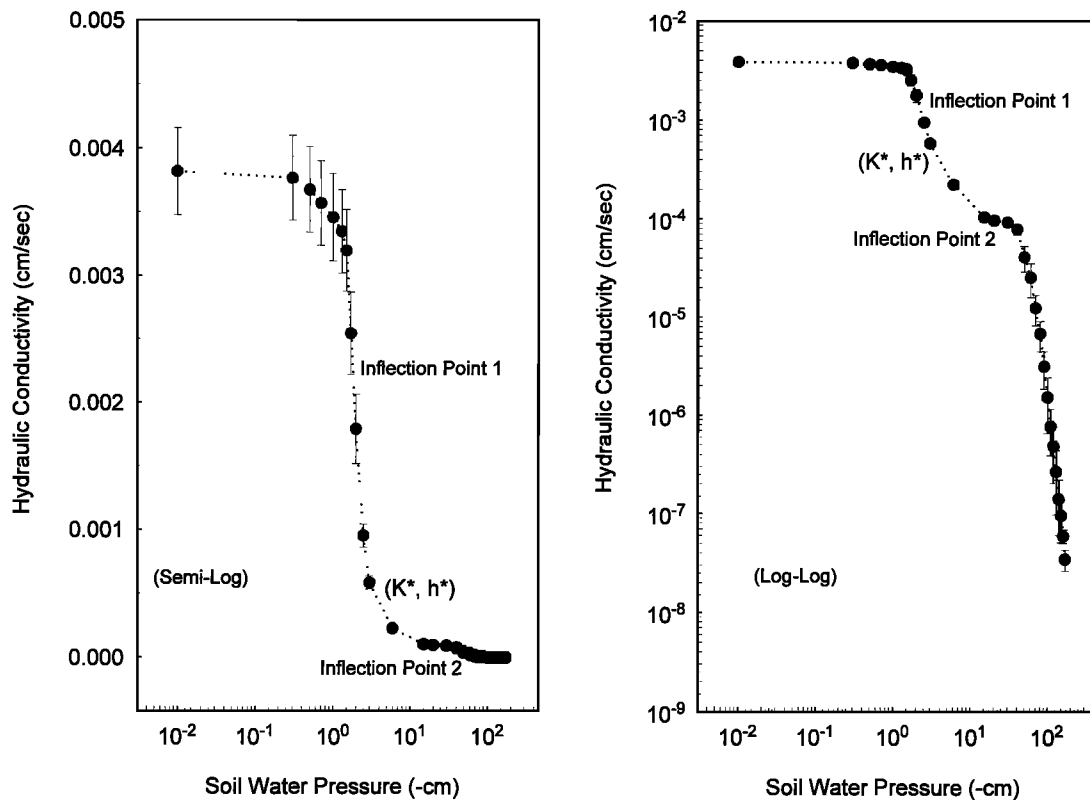 0.005
0.004
0.003
0.002
0.001
0.000
Hydraulic Conductivity (cm/sec)
Inflection Point 1
(K*, h*)
(Semi-Log)
Inflection Point 2
10⁻² 10⁻¹ 10⁰ 10¹ 10²
Soil Water Pressure (-cm)
10⁻²
10⁻³
10⁻⁴
10⁻⁵
10⁻⁶
10⁻⁷
10⁻⁸
10⁻⁹
Hydraulic Conductivity (cm/sec)
Inflection Point 1
(K*, h*)
Inflection Point 2
(Log-Log)
10⁻² 10⁻¹ 10⁰ 10¹ 10²
Soil Water Pressure (-cm)